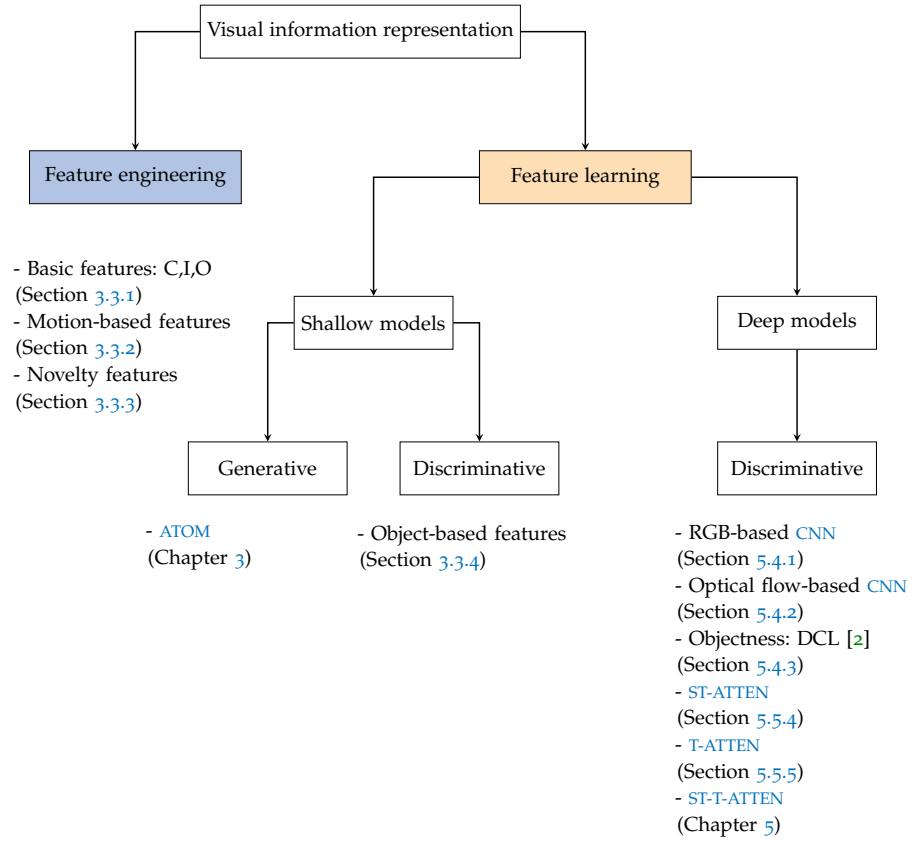 Visual information representation
Feature engineering
Feature learning
- Basic features: C,I,O
(Section 3.3.1)
- Motion-based features
(Section 3.3.2)
- Novelty features
(Section 3.3.3)
Shallow models
Deep models
Generative
Discriminative
Discriminative
- ATOM
(Chapter 3)
- Object-based features
(Section 3.3.4)
- RGB-based CNN
(Section 5.4.1)
- Optical flow-based CNN
(Section 5.4.2)
- Objectness: DCL [2]
(Section 5.4.3)
- ST-ATTEN
(Section 5.5.4)
- T-ATTEN
(Section 5.5.5)
- ST-T-ATTEN
(Chapter 5)